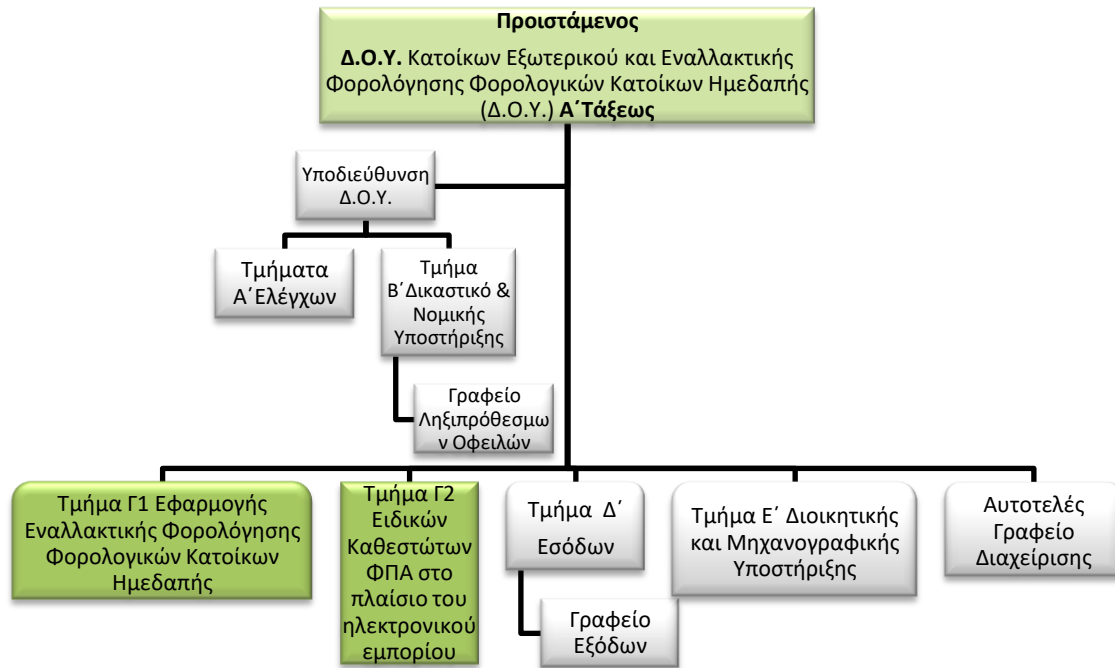 Προιστάμενος
Δ.Ο.Υ. Κατοίκων Εξωτερικού και Εναλλακτικής
Φορολόγησης Φορολογικών Κατοίκων Ημεδαπής
(Δ.Ο.Υ.) Α΄Τάξεως
Υποδιεύθυνση
Δ.Ο.Υ.
Τμήματα
Α΄Ελέγχων
Τμήμα
Β΄Δικαστικό &
Νομικής
Υποστήριξης
Γραφείο
Ληξιπρόθεσμω
ν Οφειλών
Τμήμα Γ1 Εφαρμογής
Εναλλακτικής Φορολόγησης
Φορολογικών Κατοίκων
Ημεδαπής
Τμήμα Γ2
Ειδικών
Καθεστώτων
ΦΠΑ στο
πλαίσιο του
ηλεκτρονικού
εμπορίου
Τμήμα Δ΄
Εσόδων
Γραφείο
Εξόδων
Τμήμα Ε΄ Διοικητικής
και Μηχανογραφικής
Υποστήριξης
Αυτοτελές
Γραφείο
Διαχείρισης